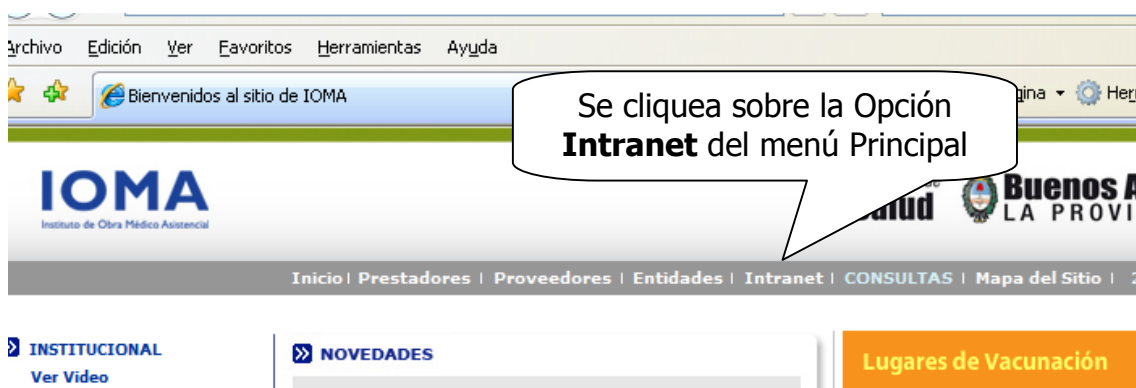 Archivo Edición Ver Favoritos Herramientas Ayuda
Bienvenidos al sitio de IOMA
Se cliquea sobre la Opción
Intranet del menú Principal
IOMA
Instituto de Obra Médico Asistencial
Buenos A
LA PROVI
Inicio | Prestadores | Proveedores | Entidades | Intranet | CONSULTAS | Mapa del Sitio |
INSTITUCIONAL
Ver Video
NOVEDADES
Lugares de Vacunación